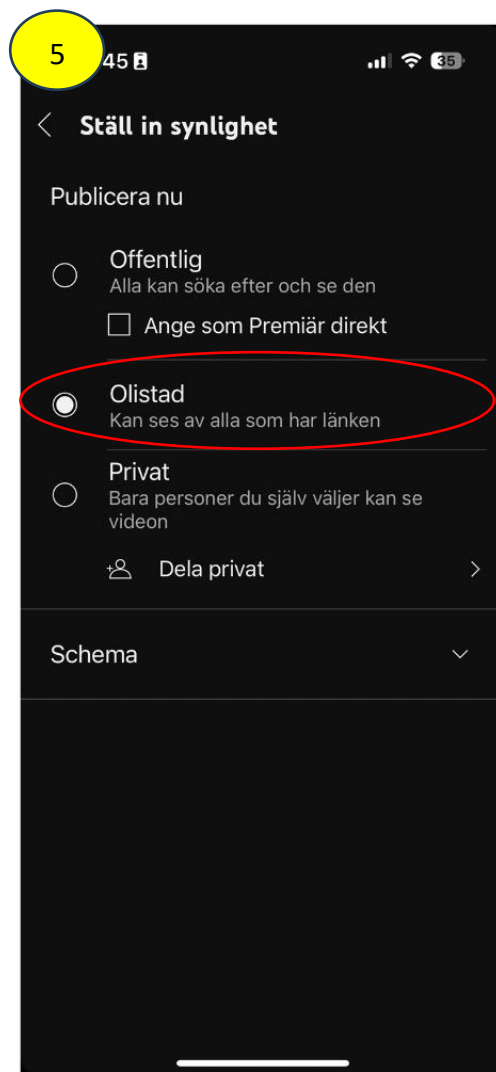 5
45
35
Ställ in synlighet
Publicera nu
Offentlig
Alla kan söka efter och se den
Ange som Premiär direkt
Olistad
Kan ses av alla som har länken
Privat
Bara personer du själv väljer kan se
videon
Dela privat
Schema